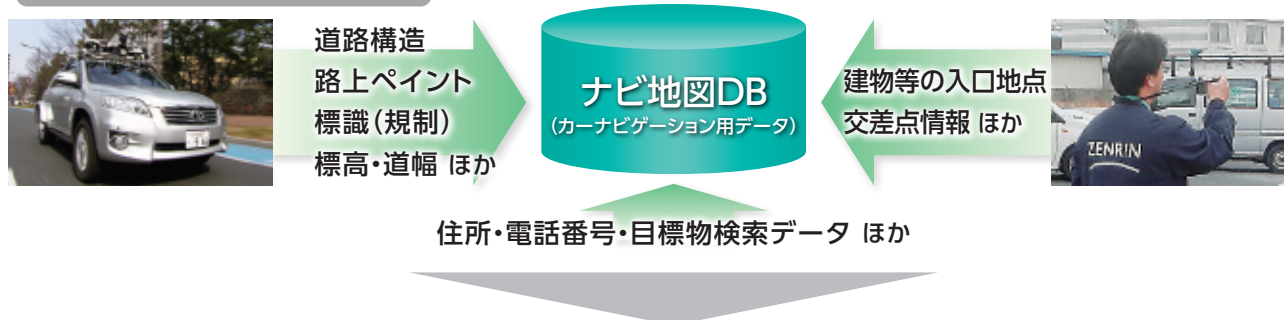 道路構造
路上ペイント
標識(規制)
標高・道幅 ほか
ナビ地図DB
(カーナビゲーション用データ)
建物等の入口地点
交差点情報 ほか
ZENRIN
住所・電話番号・目標物検索データ ほか